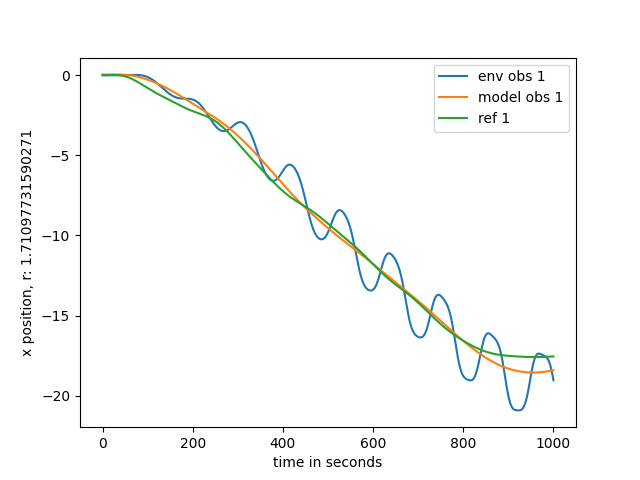 env obs 1
model obs 1
ref 1
x position, r: 1.71097731590271
0
−5
−10
−15
−20
0
200
400
600
800
1000
time in seconds